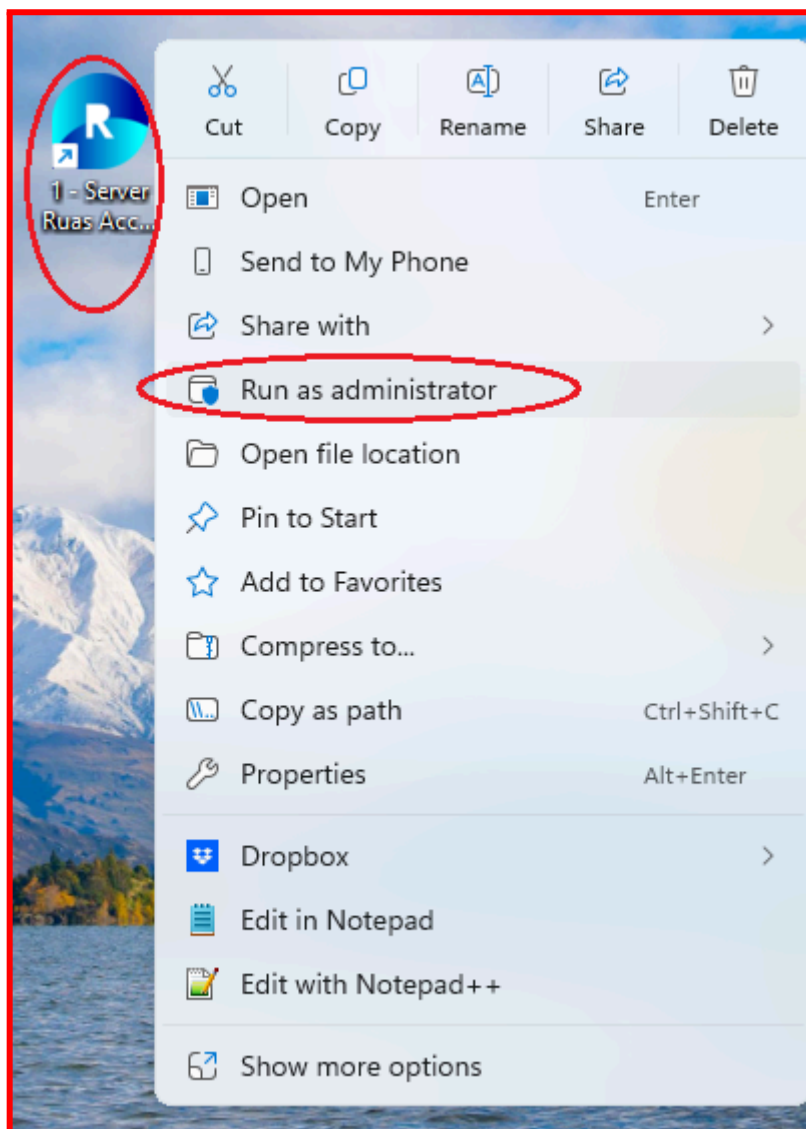 R
1 - Server
Ruas Acc...
Cut Copy Rename Share Delete
Open Enter
Send to My Phone
Share with
Run as administrator
Open file location
Pin to Start
Add to Favorites
Compress to...
Copy as path Ctrl+Shift+C
Properties Alt+Enter
Dropbox
Edit in Notepad
Edit with Notepad++
Show more options